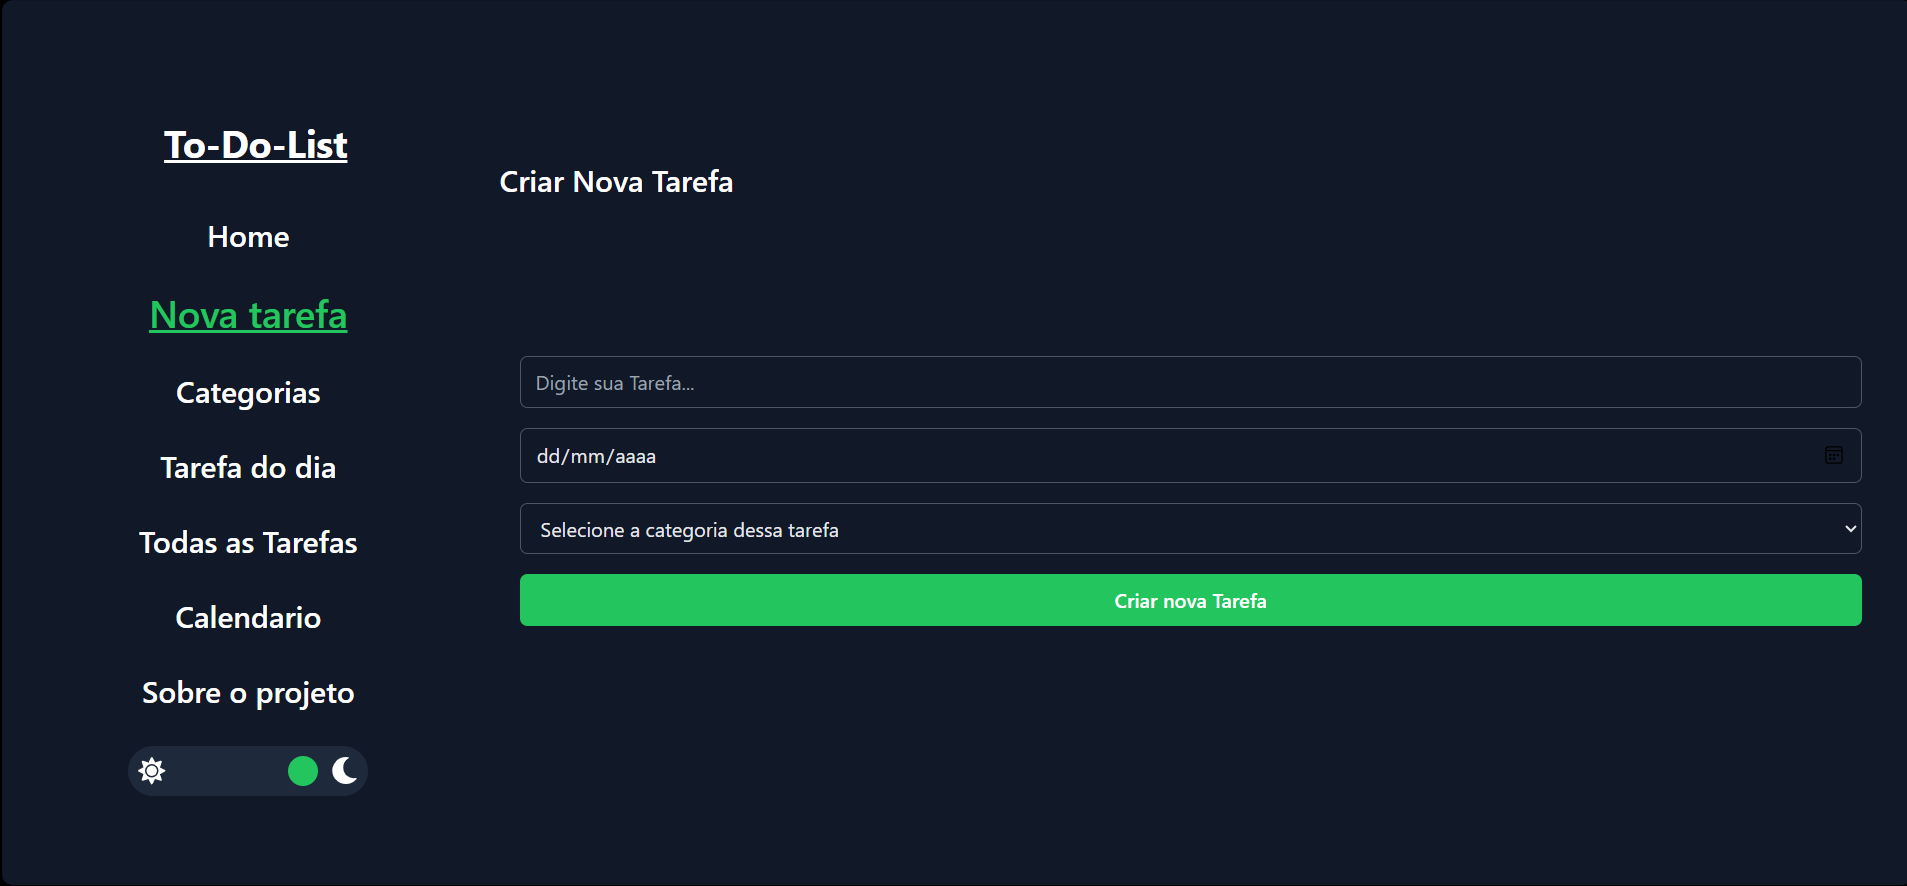 To-Do-List
Home
Nova tarefa
Categorias
Tarefa do dia
Todas as Tarefas
Calendario
Sobre o projeto
Criar Nova Tarefa
Digite sua Tarefa...
dd/mm/aaaa
Selecione a categoria dessa tarefa
Criar nova Tarefa